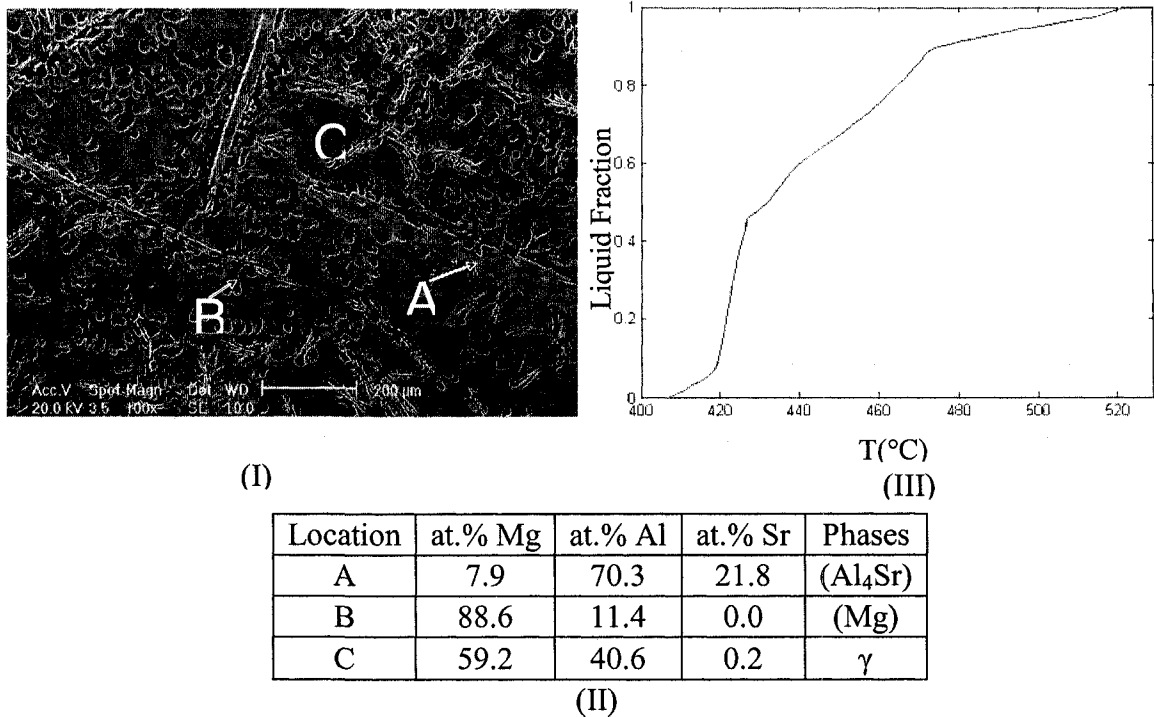 C
A
B
Acc.V Spot Magn Det WD 200 µm
20.0 kV 3.5 100x SE 10.0
(I)
1
0.8
0.6
0.4
0.2
0
400 420 440 460 480 500 520
Liquid Fraction
T(°C)
(III)
Location at.% Mg at.% Al at.% Sr Phases
A 7.9 70.3 21.8 (Al₄Sr)
B 88.6 11.4 0.0 (Mg)
C 59.2 40.6 0.2 γ
(II)